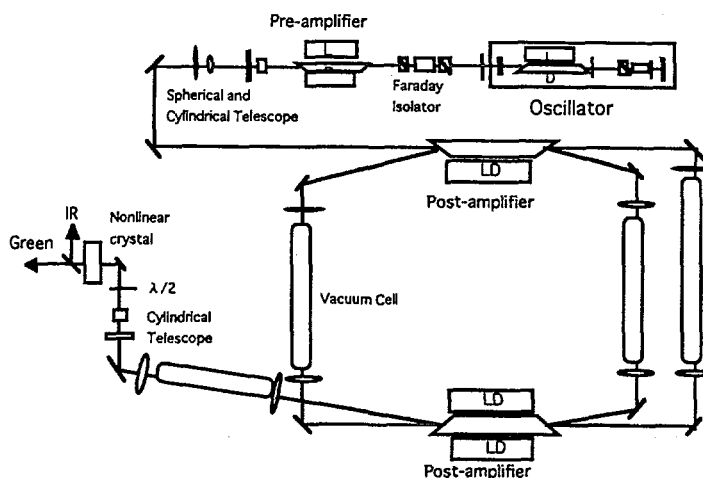 Pre-amplifier
L
Spherical and
Cylindrical Telescope
Faraday
Isolator
D
Oscillator
LD
Post-amplifier
IR
Nonlinear
crystal
Green
λ/2
Vacuum Cell
Cylindrical
Telescope
LD
LD
Post-amplifier